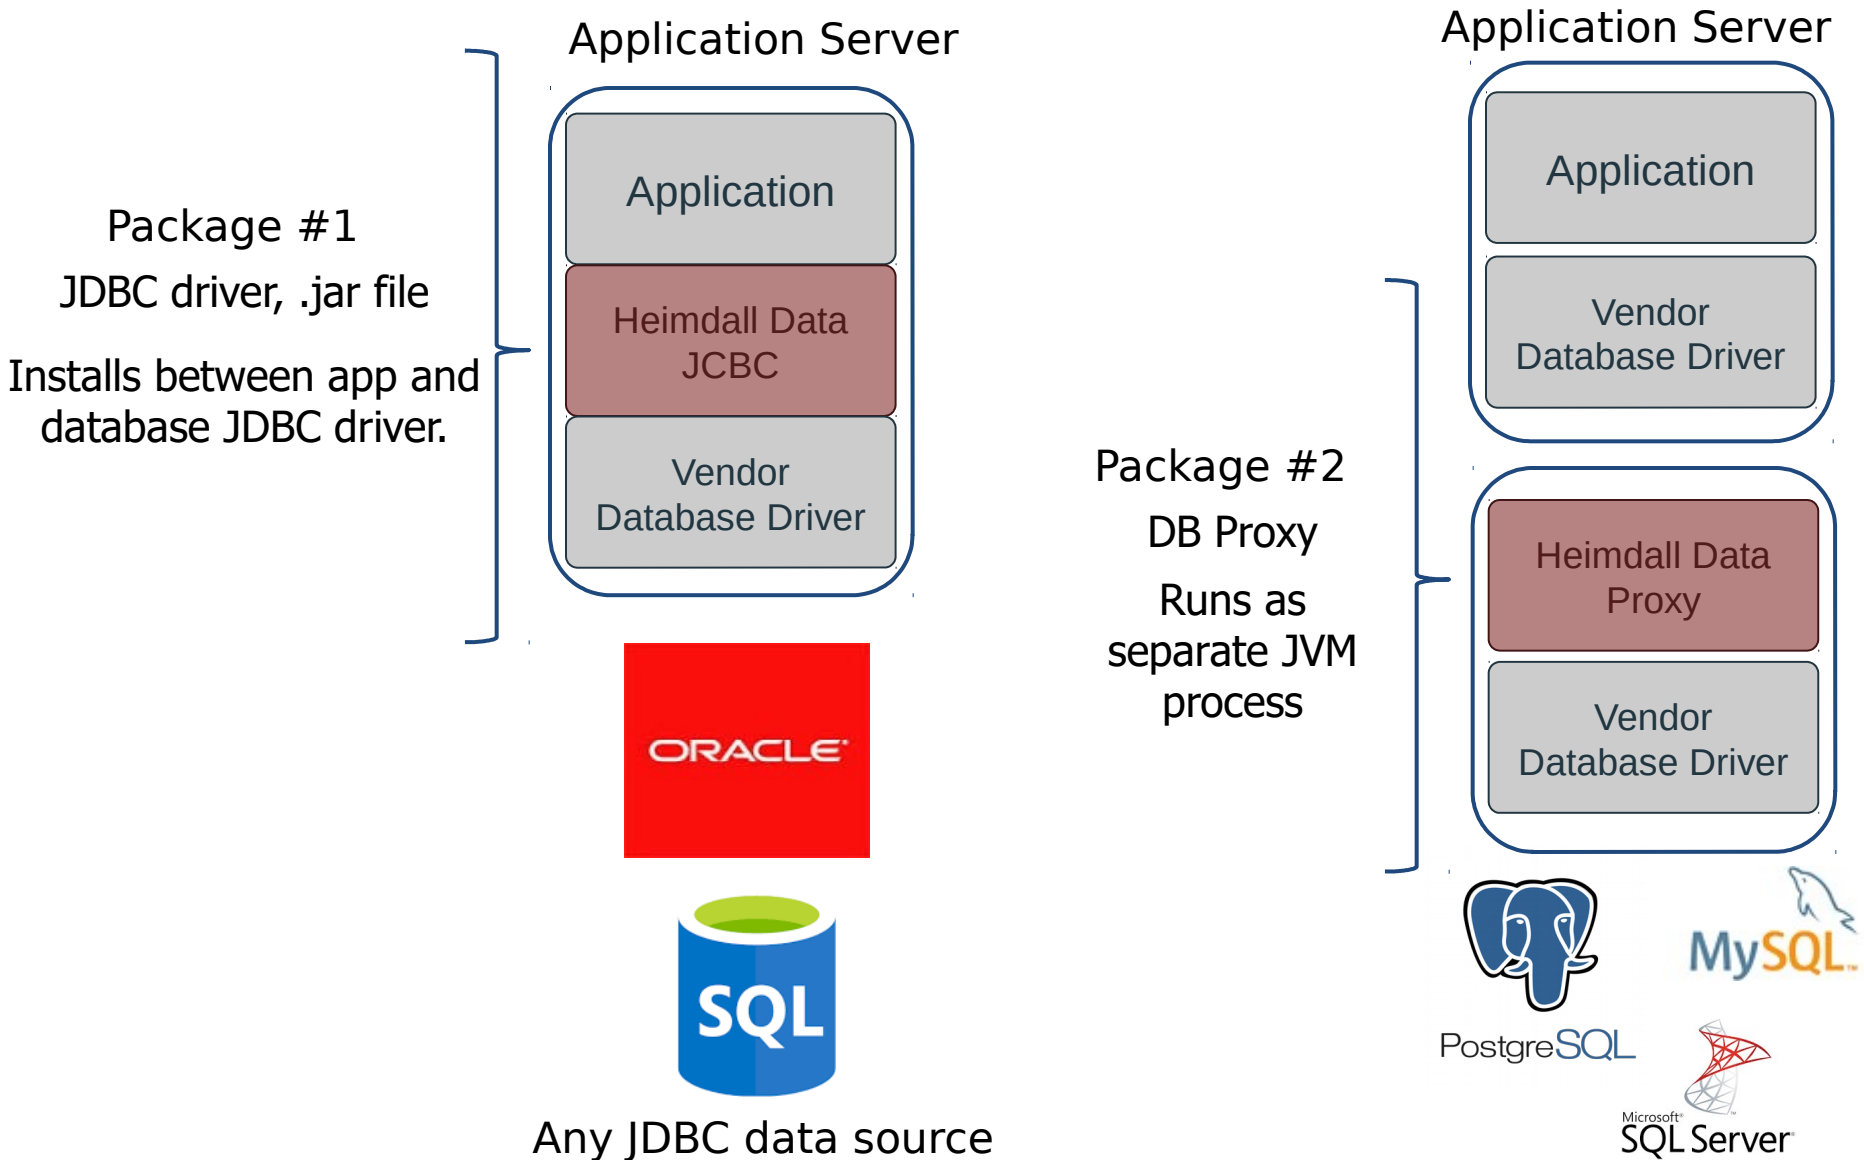 Application Server
Application
Heimdall Data
JCBC
Vendor
Database Driver
Package #1
JDBC driver, .jar file
Installs between app and
database JDBC driver.
ORACLE
SQL
Any JDBC data source
Application Server
Application
Vendor
Database Driver
Package #2
DB Proxy
Runs as
separate JVM
process
Heimdall Data
Proxy
Vendor
Database Driver
PostgreSQL
MySQL™
Microsoft®
SQL Server